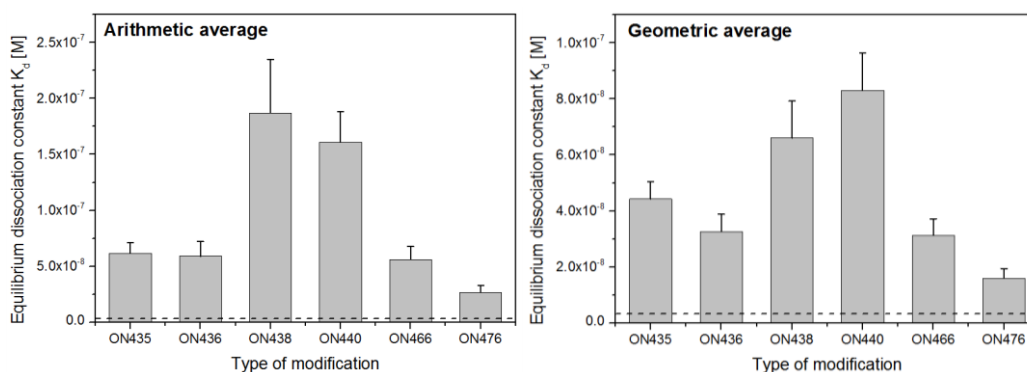 Arithmetic average
Equilibrium dissociation constant K_d [M]
2.5x10^-7
2.0x10^-7
1.5x10^-7
1.0x10^-7
5.0x10^-8
0.0
ON435 ON436 ON438 ON440 ON466 ON476
Type of modification
Geometric average
Equilibrium dissociation constant K_d [M]
1.0x10^-7
8.0x10^-8
6.0x10^-8
4.0x10^-8
2.0x10^-8
0.0
ON435 ON436 ON438 ON440 ON466 ON476
Type of modification